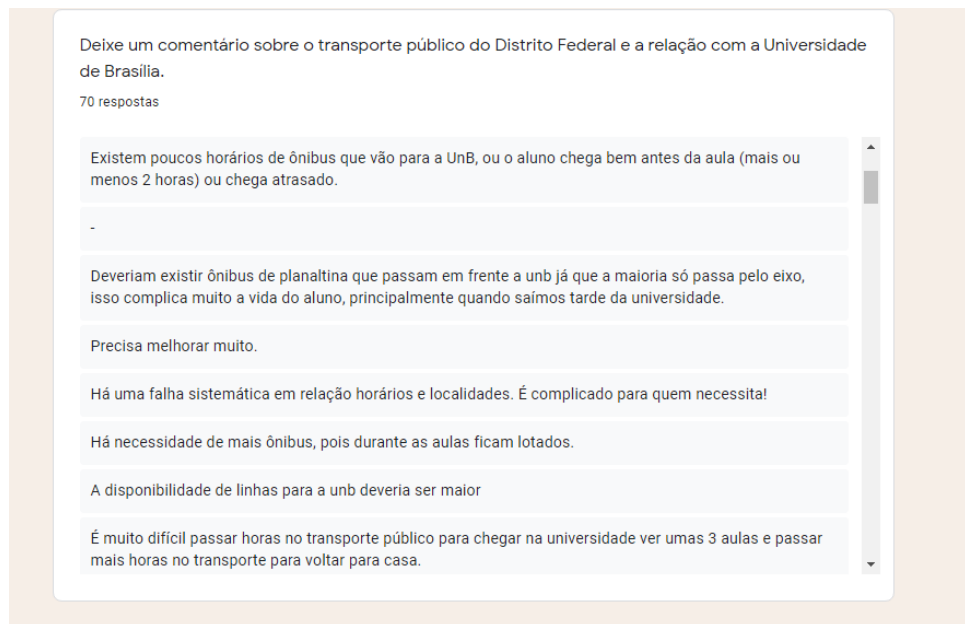 Deixe um comentário sobre o transporte público do Distrito Federal e a relação com a Universidade
de Brasília.
70 respostas
Existem poucos horários de ônibus que vão para a UnB, ou o aluno chega bem antes da aula (mais ou
menos 2 horas) ou chega atrasado.
-
Deveriam existir ônibus de planaltina que passam em frente a unb já que a maioria só passa pelo eixo,
isso complica muito a vida do aluno, principalmente quando saímos tarde da universidade.
Precisa melhorar muito.
Há uma falha sistemática em relação horários e localidades. É complicado para quem necessita!
Há necessidade de mais ônibus, pois durante as aulas ficam lotados.
A disponibilidade de linhas para a unb deveria ser maior
É muito difícil passar horas no transporte público para chegar na universidade ver umas 3 aulas e passar
mais horas no transporte para voltar para casa.